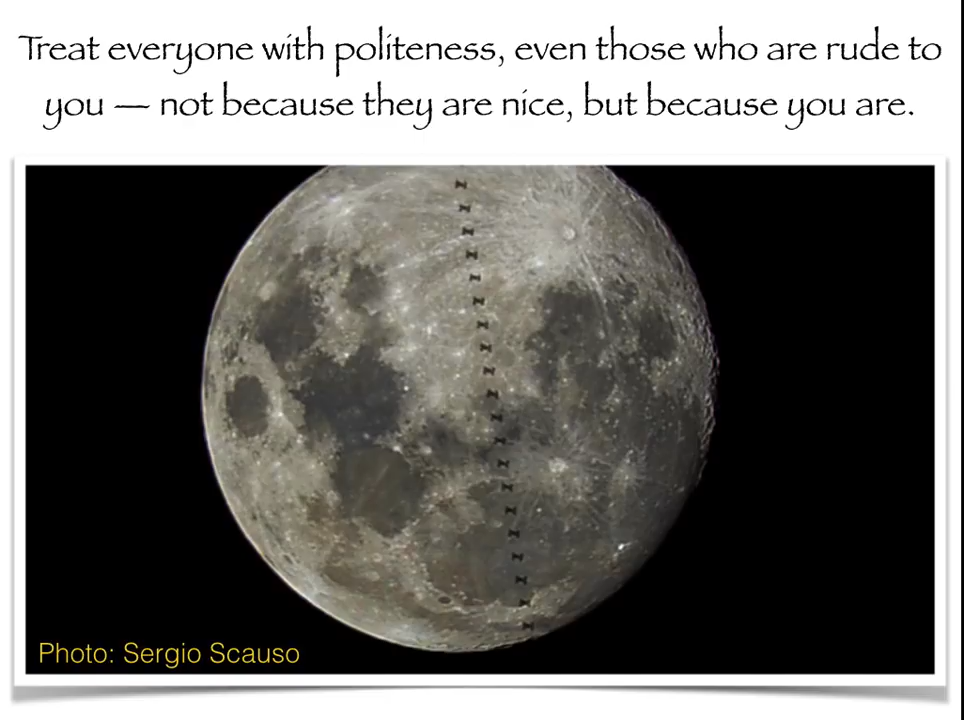 Treat everyone with politeness, even those who are rude to
you — not because they are nice, but because you are.
Photo: Sergio Scauso